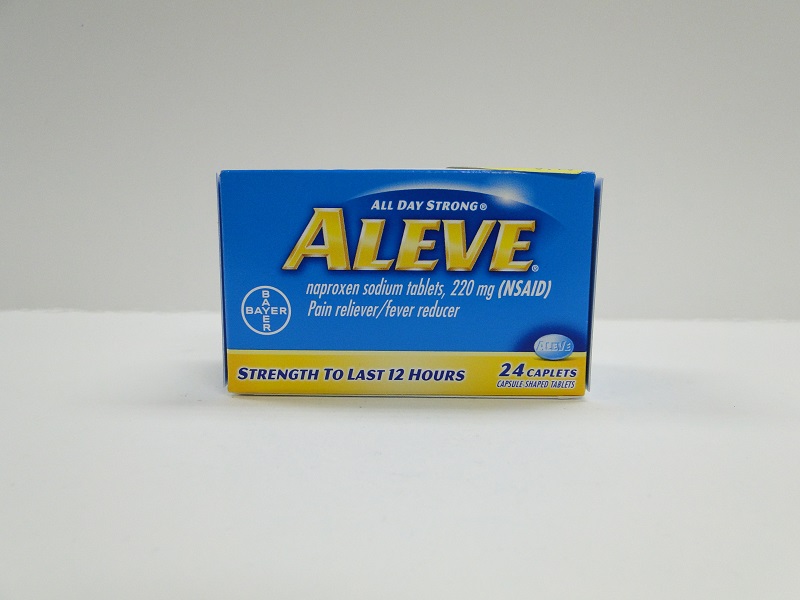 ALL DAY STRONG®
ALEVE®
naproxen sodium tablets, 220 mg (NSAID)
Pain reliever/fever reducer
BAYER
BAYER
ALEVE
STRENGTH TO LAST 12 HOURS
24 CAPLETS
CAPSULE-SHAPED TABLETS